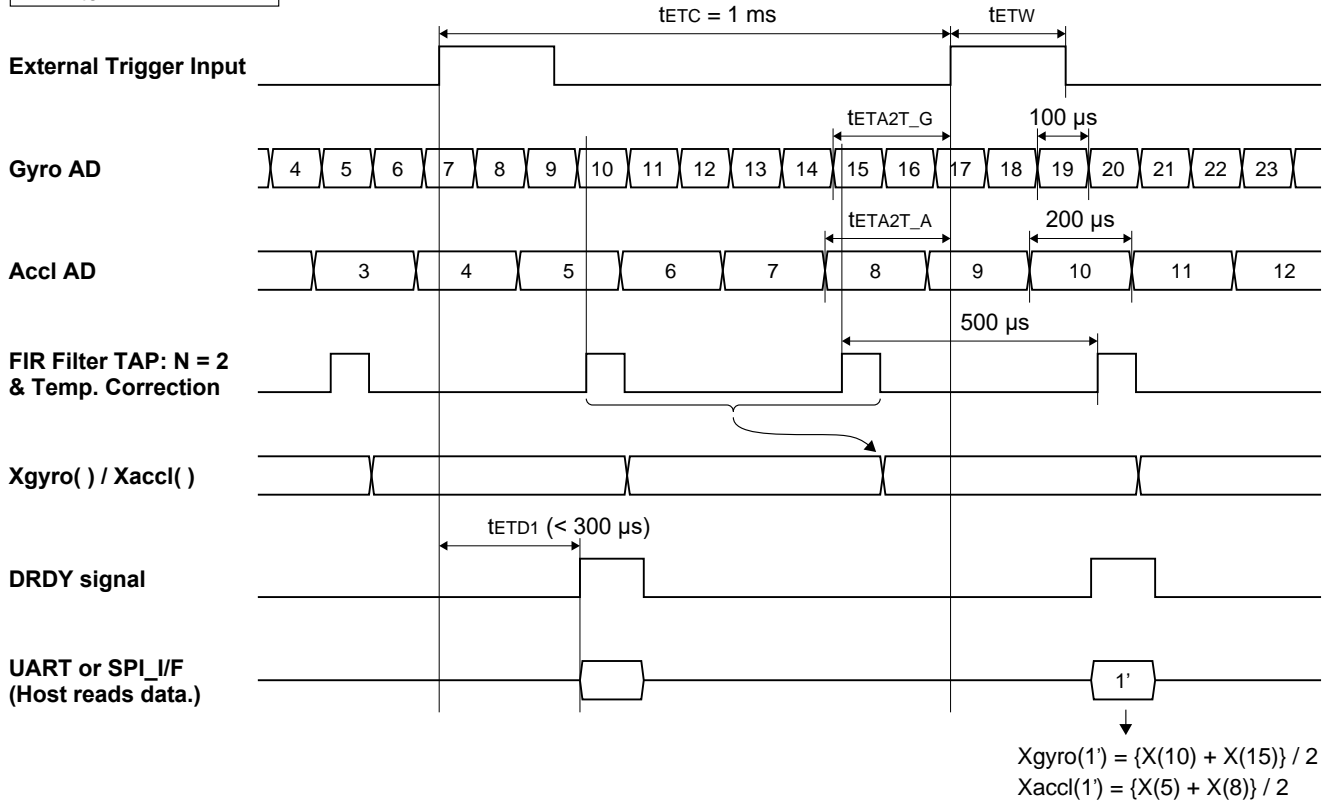 tETC = 1 ms
tETW
External Trigger Input
tETA2T_G
100 µs
Gyro AD
4 5 6 7 8 9 10 11 12 13 14 15 16 17 18 19 20 21 22 23
tETA2T_A
200 µs
Accl AD
3 4 5 6 7 8 9 10 11 12
500 µs
FIR Filter TAP: N = 2
& Temp. Correction
Xgyro( ) / Xaccl( )
tETD1 (< 300 µs)
DRDY signal
UART or SPI_I/F
(Host reads data.)
1’
Xgyro(1’) = {X(10) + X(15)} / 2
Xaccl(1’) = {X(5) + X(8)} / 2